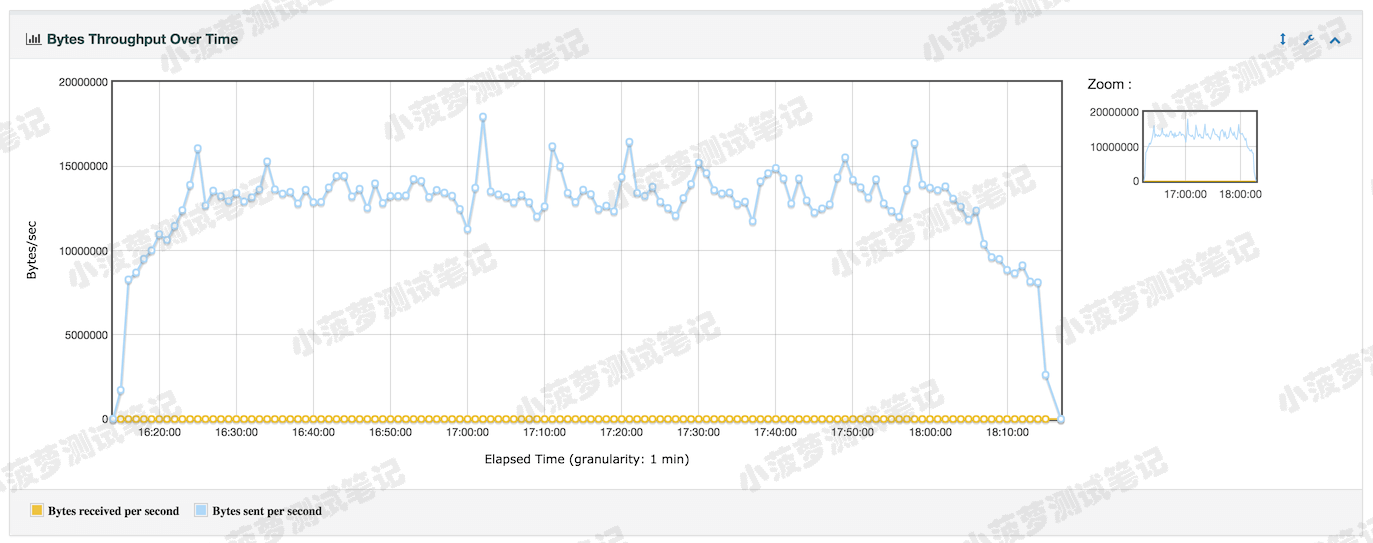 Bytes Throughput Over Time
Zoom :
20000000
15000000
10000000
5000000
0
Bytes/sec
16:20:00 16:30:00 16:40:00 16:50:00 17:00:00 17:10:00 17:20:00 17:30:00 17:40:00 17:50:00 18:00:00 18:10:00
Elapsed Time (granularity: 1 min)
20000000
10000000
0
17:00:00 18:00:00
Bytes received per second Bytes sent per second
小菠萝测试笔记